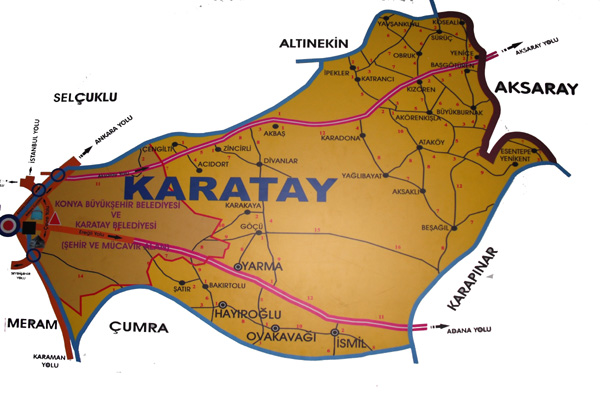 YAVŞANKUYU
KÖSEALİ
SÜRÜÇ
ALTINEKİN
OBRUK
YENİCE
AKSARAY YOLU
İPEKLER
BAŞGÖTÜREN
KATRANCI
KIZÖREN
AKSARAY
SELÇUKLU
BÜYÜKBURNAK
AKÖRENKIŞLA
ANKARA YOLU
İSTANBUL YOLU
AKBAŞ
KARADONA
CENGİLTİ
ZİNCİRLİ
ATAKÖY
ESENTEPE
YENİKENT
ACIDORT
DİVANLAR
YAĞLIBAYAT
KARATAY
AKSAKLI
KONYA BÜYÜKŞEHİR BELEDİYESİ
VE
KARATAY BELEDİYESİ
(ŞEHİR VE MÜCAVİR ALAN)
KARAKAYA
GÖÇÜ
BEŞAĞIL
YARMA
KARAPINAR
ŞATIR
BAKIRTOLU
HAYIROĞLU
MERAM
ÇUMRA
OVAKAVAĞI
İSMİL
ADANA YOLU
KARAMAN
YOLU